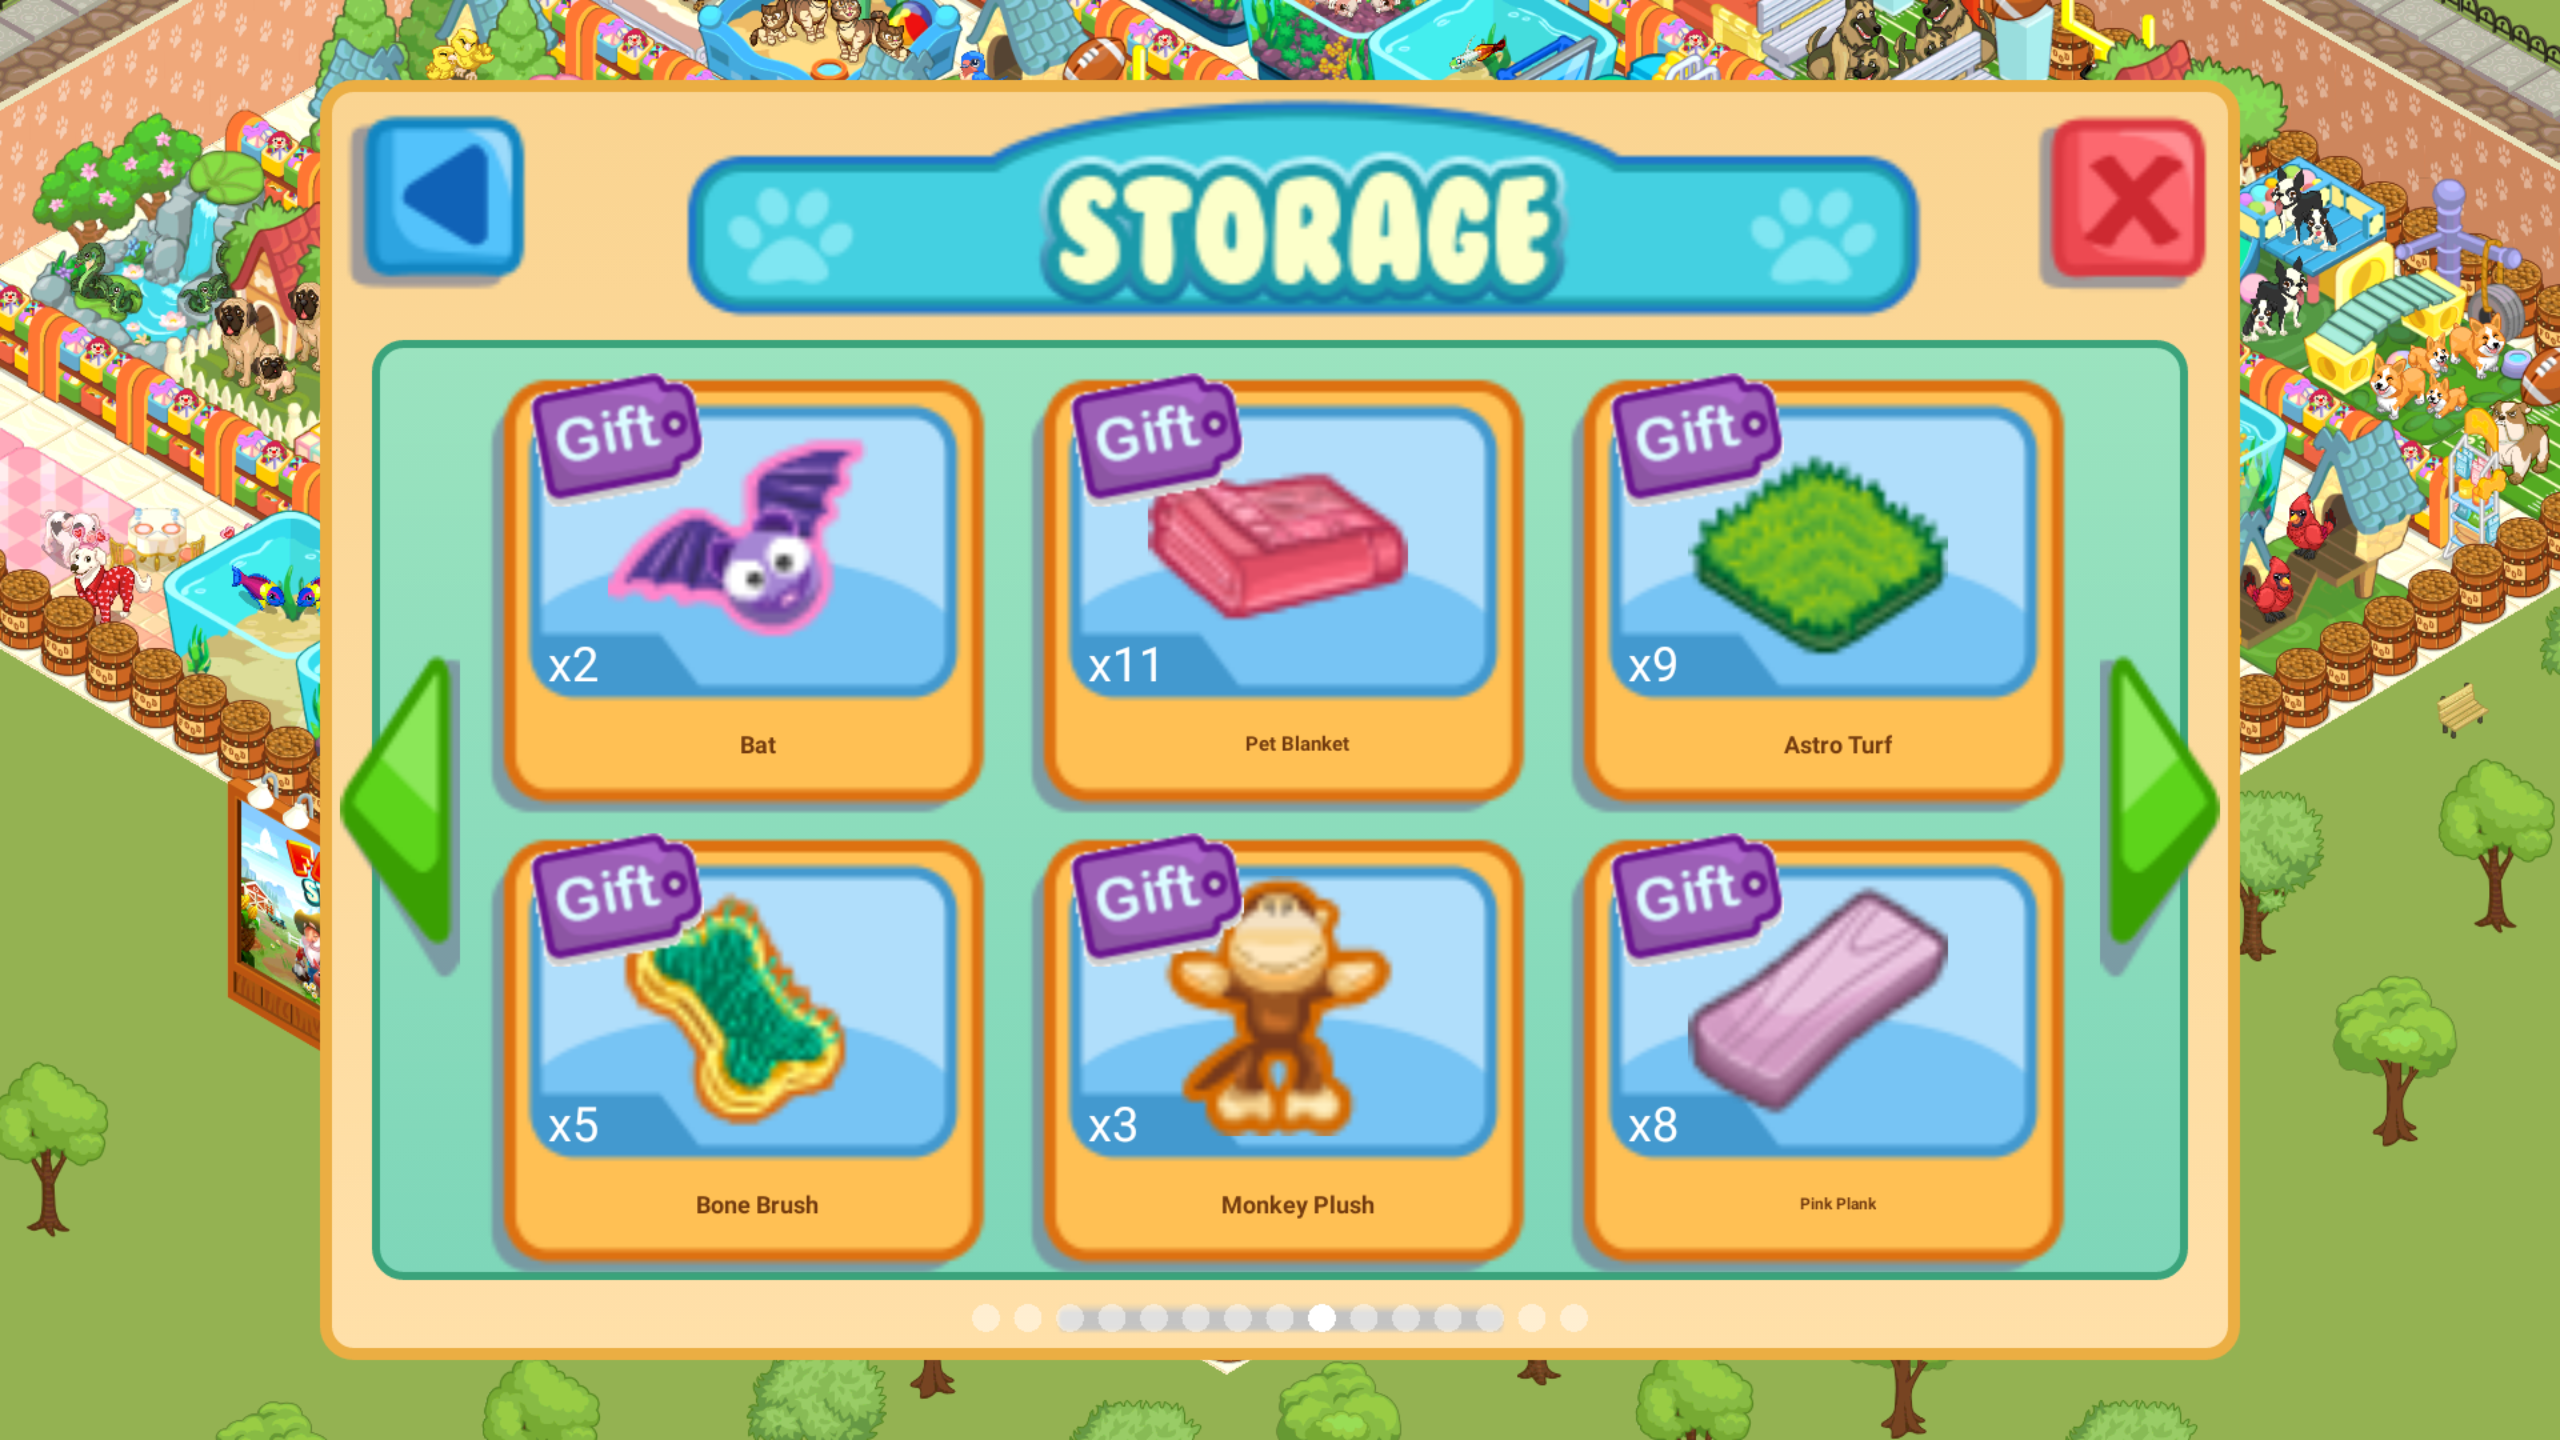 STORAGE
Gift
x2
Bat
Gift
x11
Pet Blanket
Gift
x9
Astro Turf
Gift
x5
Bone Brush
Gift
x3
Monkey Plush
Gift
x8
Pink Plank